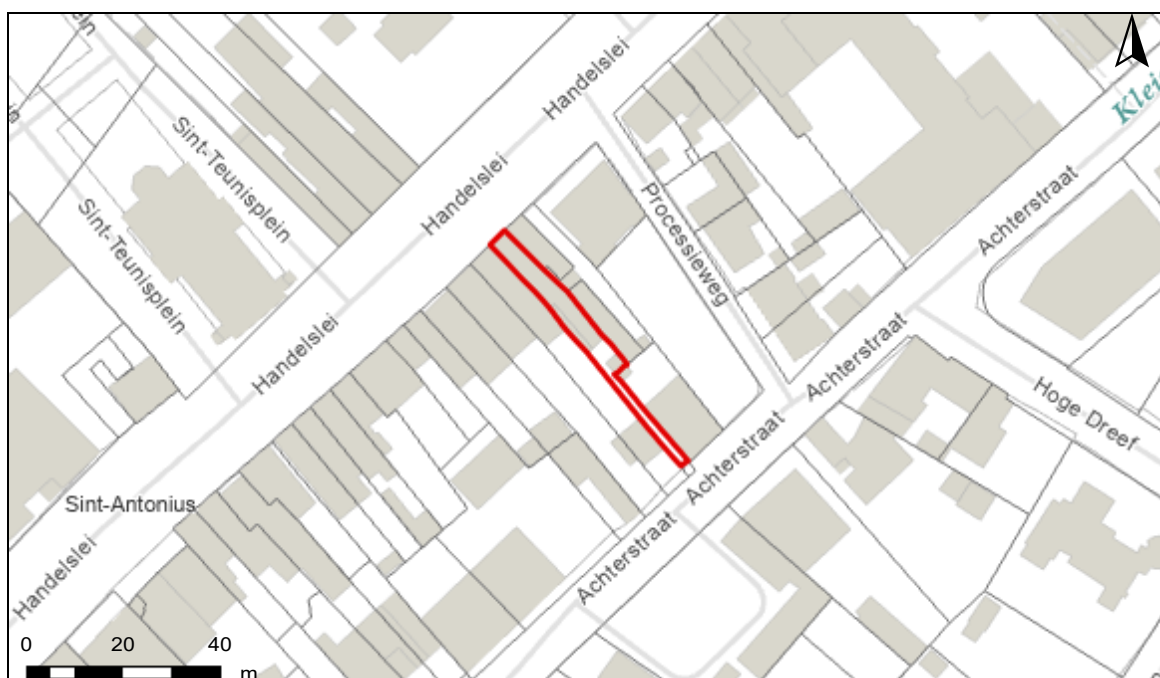 Handelslei
Handelslei
Sint-Teunisplein
Sint-Teunisplein
Processieweg
Achterstraat
Handelslei
Achterstraat
Hoge Dreef
Achterstraat
Sint-Antonius
Handelslei
Achterstraat
0 20 40
m